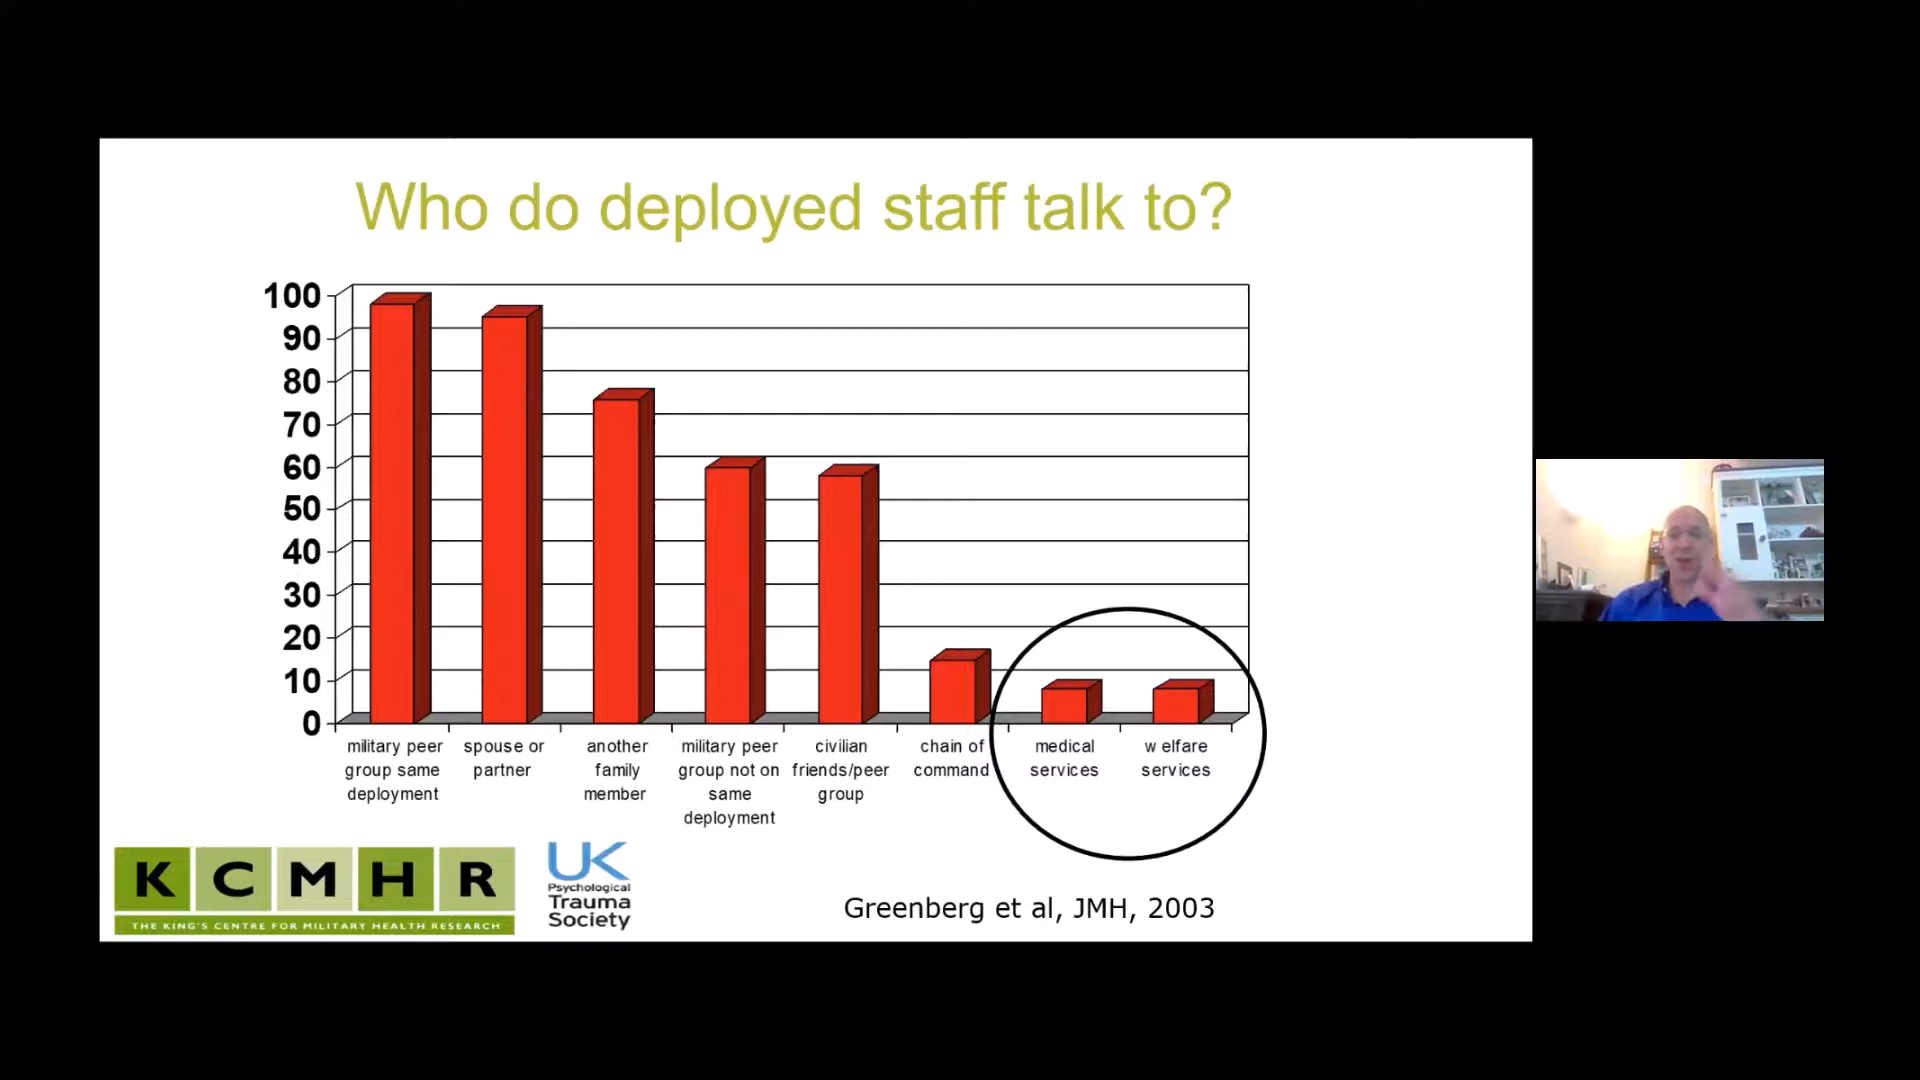 Who do deployed staff talk to?
100
90
80
70
60
50
40
30
20
10
0
military peer
group same
deployment
spouse or
partner
another
family
member
military peer
group not on
same
deployment
civilian
friends/peer
group
chain of
command
medical
services
w elfare
services
K C M H R
THE KING'S CENTRE FOR MILITARY HEALTH RESEARCH
UK
Psychological
Trauma
Society
Greenberg et al, JMH, 2003